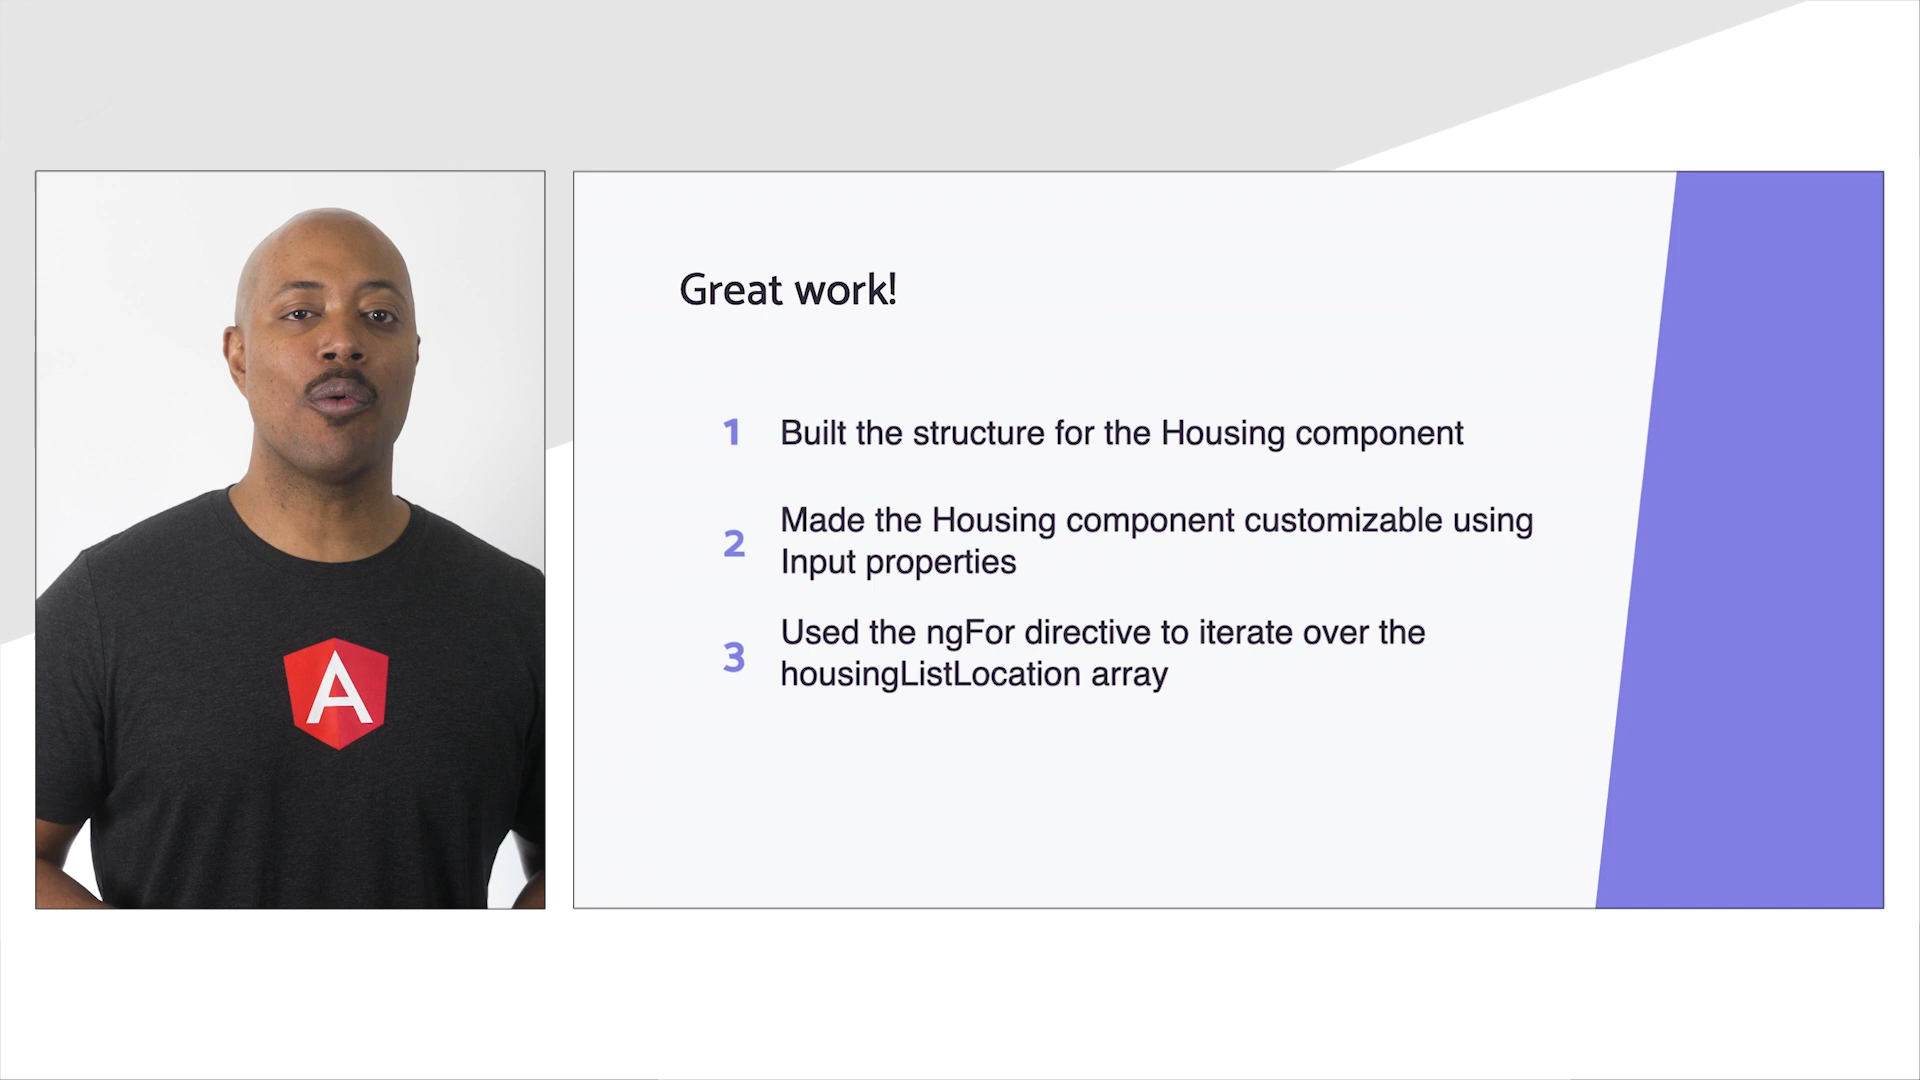 Great work!
1 Built the structure for the Housing component
2 Made the Housing component customizable using
Input properties
3 Used the ngFor directive to iterate over the
housingListLocation array
A